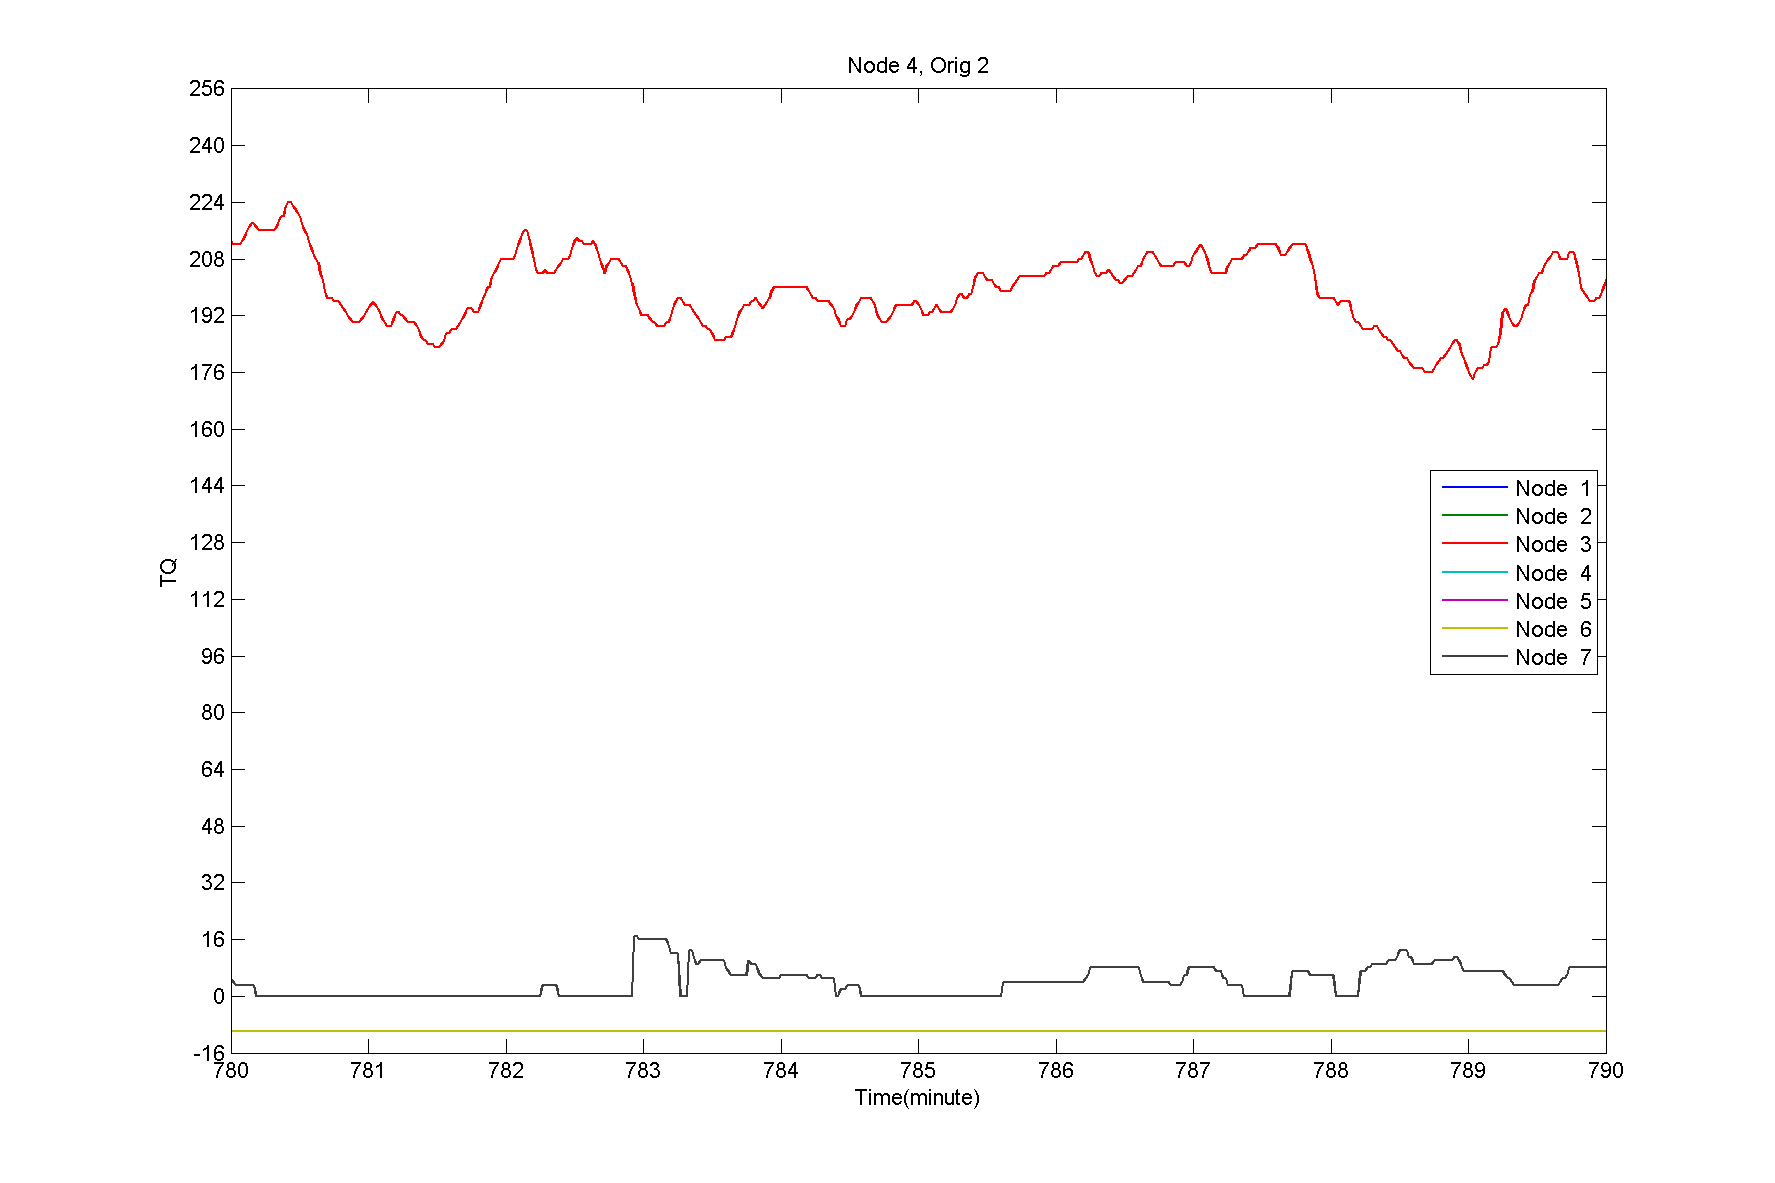 Node 4, Orig 2
256
240
224
208
192
176
160
144
128
112
96
80
64
48
32
16
0
-16
TQ
Node 1
Node 2
Node 3
Node 4
Node 5
Node 6
Node 7
780 781 782 783 784 785 786 787 788 789 790
Time(minute)